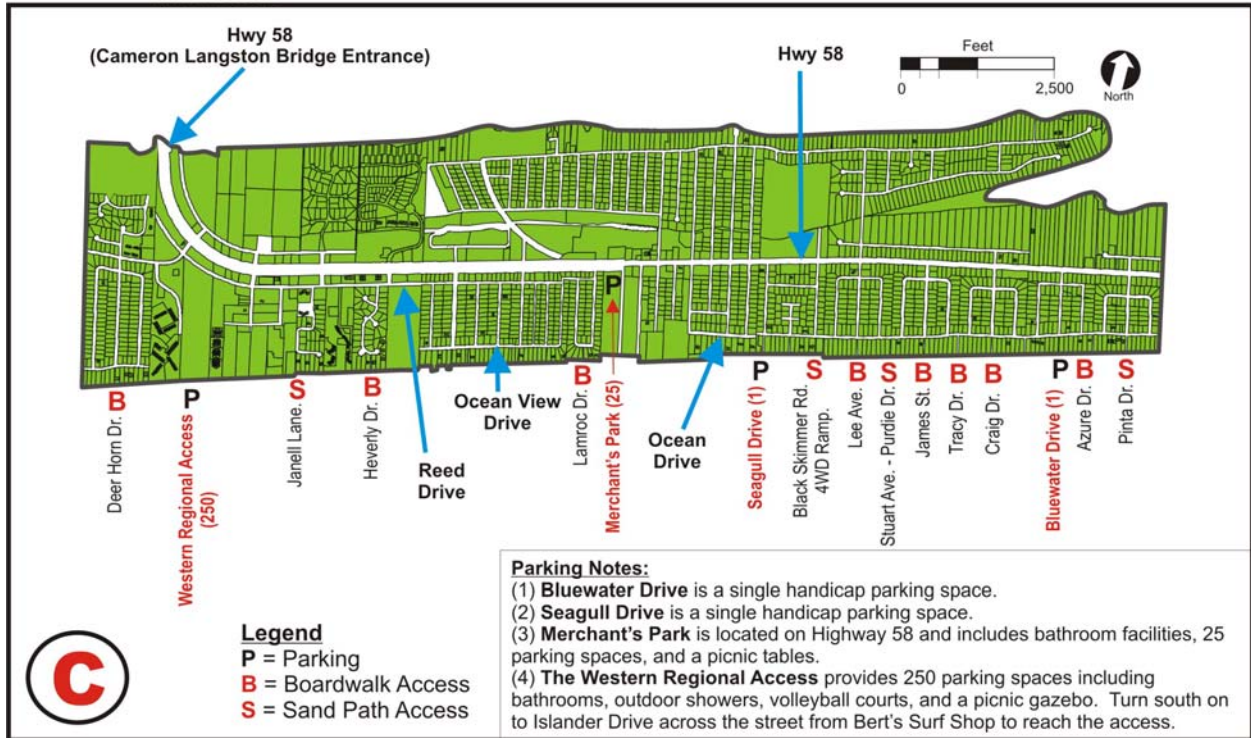 Hwy 58
(Cameron Langston Bridge Entrance)
Hwy 58
Feet
0
2,500
North
P
B
P
S
B
B
P
S
B
S
B
B
B
P
B
S
Deer Horn Dr.
Western Regional Access
(250)
Janell Lane.
Heverly Dr.
Reed
Drive
Ocean View
Drive
Lamroc Dr.
Merchant's Park (25)
Ocean
Drive
Seagull Drive (1)
Black Skimmer Rd.
4WD Ramp.
Lee Ave.
Stuart Ave. - Purdie Dr.
James St.
Tracy Dr.
Craig Dr.
Bluewater Drive (1)
Azure Dr.
Pinta Dr.
C
Legend
P = Parking
B = Boardwalk Access
S = Sand Path Access
Parking Notes:
(1) Bluewater Drive is a single handicap parking space.
(2) Seagull Drive is a single handicap parking space.
(3) Merchant's Park is located on Highway 58 and includes bathroom facilities, 25
parking spaces, and a picnic tables.
(4) The Western Regional Access provides 250 parking spaces including
bathrooms, outdoor showers, volleyball courts, and a picnic gazebo. Turn south on
to Islander Drive across the street from Bert's Surf Shop to reach the access.